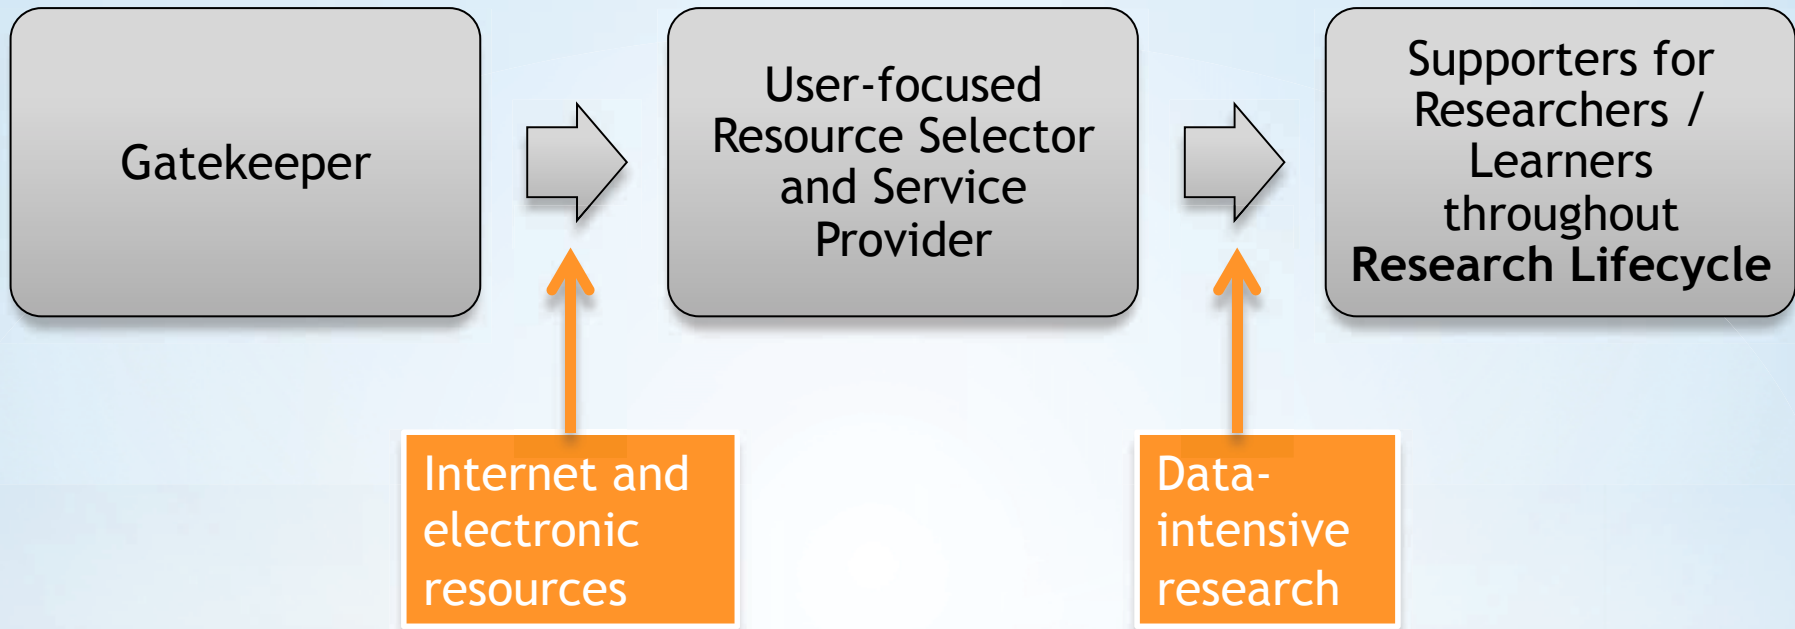 Gatekeeper
User-focused
Resource Selector
and Service
Provider
Supporters for
Researchers /
Learners
throughout
Research Lifecycle
Internet and
electronic
resources
Data-
intensive
research